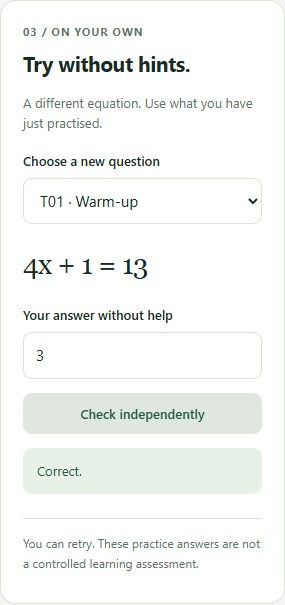 03 / ON YOUR OWN
Try without hints.
A different equation. Use what you have
just practised.
Choose a new question
T01 · Warm-up
4x + 1 = 13
Your answer without help
3
Check independently
Correct.
You can retry. These practice answers are not
a controlled learning assessment.